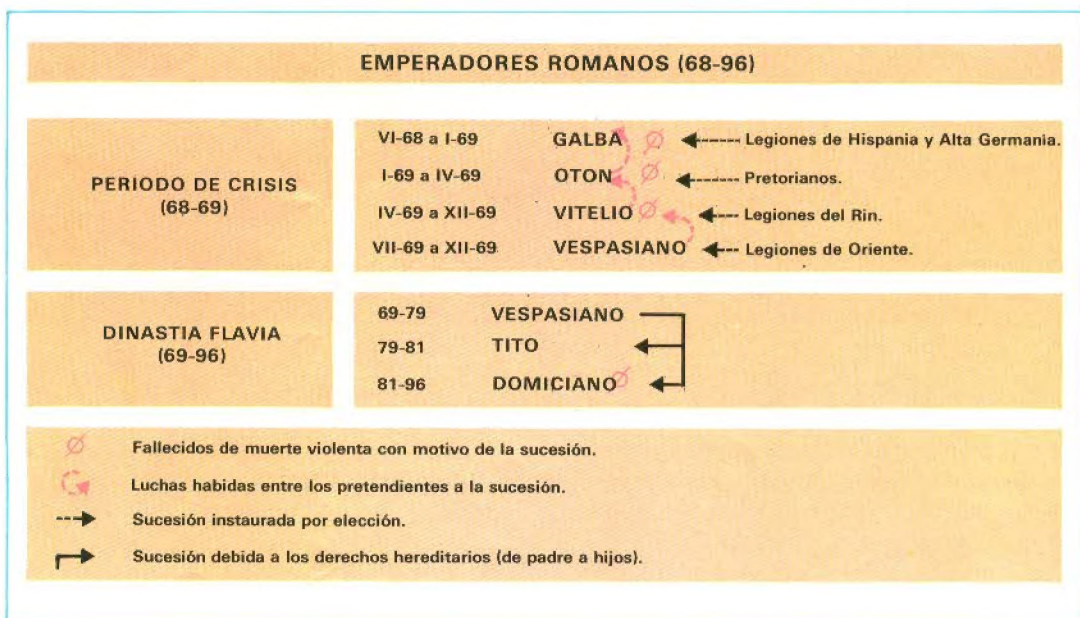 EMPERADORES ROMANOS (68-96)
PERIODO DE CRISIS
(68-69)
VI-68 a I-69 GALBA Legiones de Hispania y Alta Germania.
I-69 a IV-69 OTON Pretorianos.
IV-69 a XII-69 VITELIO Legiones del Rin.
VII-69 a XII-69 VESPASIANO Legiones de Oriente.
DINASTIA FLAVIA
(69-96)
69-79 VESPASIANO
79-81 TITO
81-96 DOMICIANO
Fallecidos de muerte violenta con motivo de la sucesión.
Luchas habidas entre los pretendientes a la sucesión.
Sucesión instaurada por elección.
Sucesión debida a los derechos hereditarios (de padre a hijos).